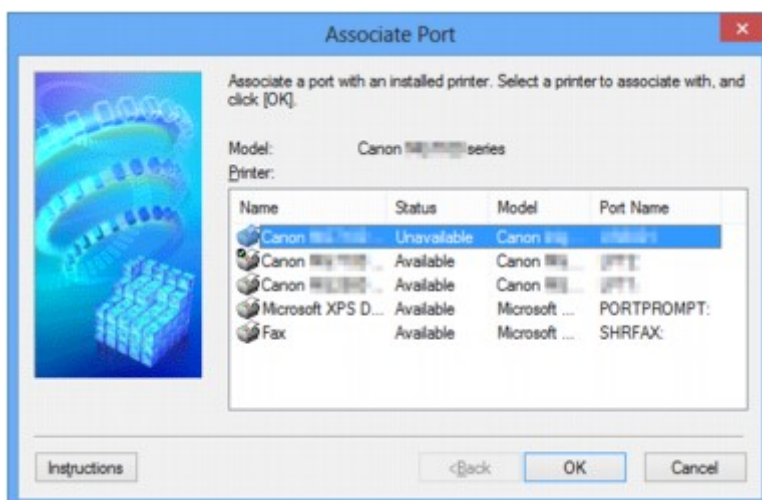 Associate Port
Associate a port with an installed printer. Select a printer to associate with, and
click [OK].
Model: Canon series
Printer:
Name Status Model Port Name
Canon ... Unavailable Canon
Canon ... Available Canon ...
Canon ... Available Canon ...
Microsoft XPS D... Available Microsoft ... PORTPROMPT:
Fax Available Microsoft ... SHRFAX:
Instructions <Back OK Cancel